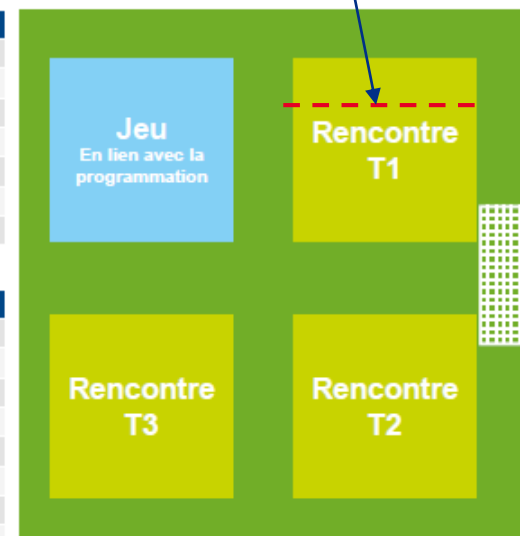 Jeu
En lien avec la
programmation
Rencontre
T1
Rencontre
T3
Rencontre
T2